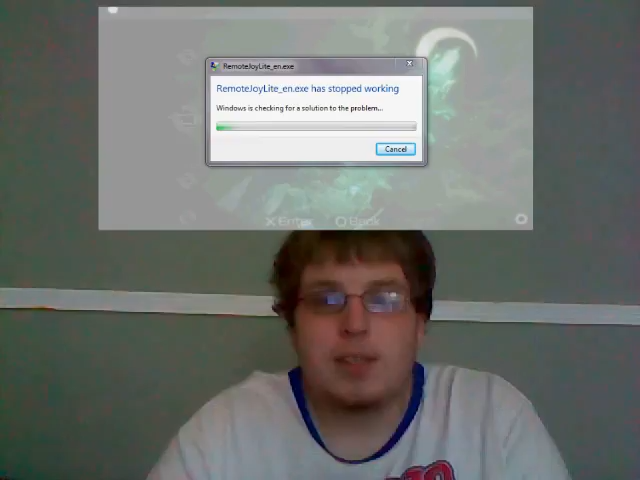 RemoteJoyLite_en.exe
RemoteJoyLite_en.exe has stopped working
Windows is checking for a solution to the problem...
Cancel
X Enter O Back